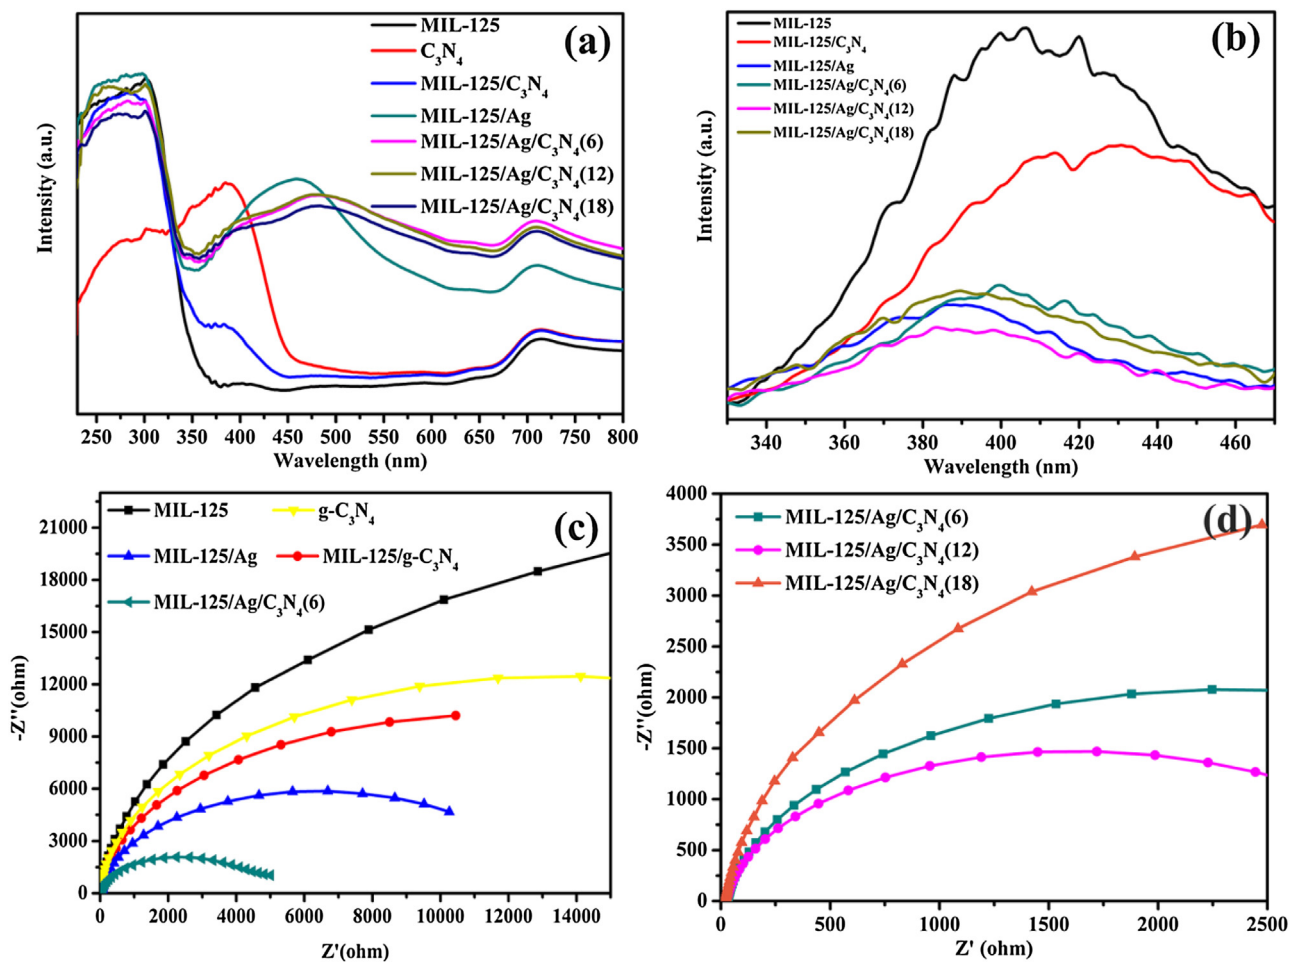 (a)
MIL-125
C₃N₄
MIL-125/C₃N₄
MIL-125/Ag
MIL-125/Ag/C₃N₄(6)
MIL-125/Ag/C₃N₄(12)
MIL-125/Ag/C₃N₄(18)
Intensity (a.u.)
250 300 350 400 450 500 550 600 650 700 750 800
Wavelength (nm)
(b)
MIL-125
MIL-125/C₃N₄
MIL-125/Ag
MIL-125/Ag/C₃N₄(6)
MIL-125/Ag/C₃N₄(12)
MIL-125/Ag/C₃N₄(18)
Intensity (a.u.)
340 360 380 400 420 440 460
Wavelength (nm)
(c)
MIL-125 g-C₃N₄
MIL-125/Ag MIL-125/g-C₃N₄
MIL-125/Ag/C₃N₄(6)
21000
18000
15000
12000
9000
6000
3000
0
-Z''(ohm)
0 2000 4000 6000 8000 10000 12000 14000
Z'(ohm)
(d)
MIL-125/Ag/C₃N₄(6)
MIL-125/Ag/C₃N₄(12)
MIL-125/Ag/C₃N₄(18)
4000
3500
3000
2500
2000
1500
1000
500
0
-Z''(ohm)
0 500 1000 1500 2000 2500
Z' (ohm)